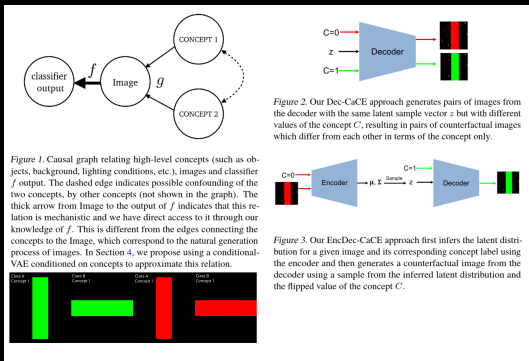 CONCEPT 1
classifier
output
f
Image
g
CONCEPT 2
Figure 1. Causal graph relating high-level concepts (such as ob-
jects, background, lighting conditions, etc.), images and classifier
f output. The dashed edge indicates possible confounding of the
two concepts, by other concepts (not shown in the graph). The
thick arrow from Image to the output of f indicates that this re-
lation is mechanistic and we have direct access to it through our
knowledge of f. This is different from the edges connecting the
concepts to the Image, which correspond to the natural generation
process of images. In Section 4, we propose using a conditional-
VAE conditioned on concepts to approximate this relation.
Class A
Concept 1
Class B
Concept 1
Class A
Concept 1
Class B
Concept 1
C=0
z
C=1
Decoder
Figure 2. Our Dec-CaCE approach generates pairs of images from
the decoder with the same latent sample vector z but with different
values of the concept C, resulting in pairs of counterfactual images
which differ from each other in terms of the concept only.
C=0
Encoder
μ, Σ
Sample
z
C=1
Decoder
Figure 3. Our EncDec-CaCE approach first infers the latent distri-
bution for a given image and its corresponding concept label using
the encoder and then generates a counterfactual image from the
decoder using a sample from the inferred latent distribution and
the flipped value of the concept C.